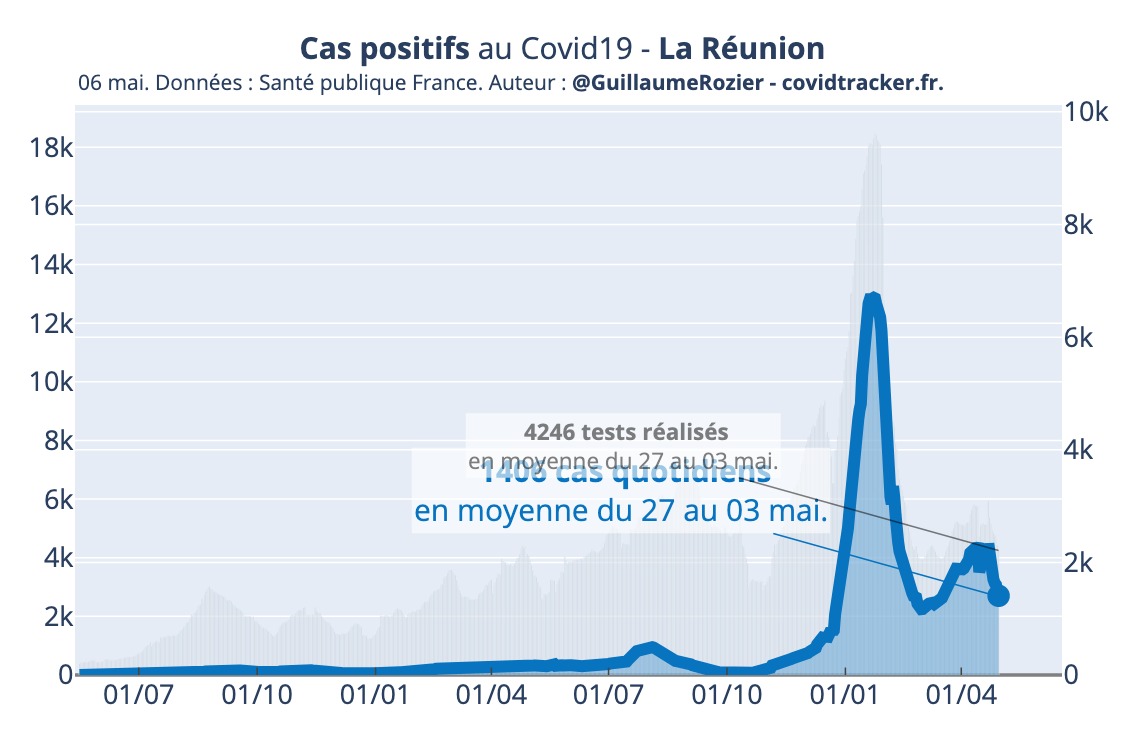 Cas positifs au Covid19 - La Réunion
06 mai. Données : Santé publique France. Auteur : @GuillaumeRozier - covidtracker.fr.
10k
18k
16k
8k
14k
12k
6k
10k
8k
4k
6k
4k
2k
2k
0
0
4246 tests réalisés
en moyenne du 27 au 03 mai.
1406 cas quotidiens
en moyenne du 27 au 03 mai.
01/07 01/10 01/01 01/04 01/07 01/10 01/01 01/04